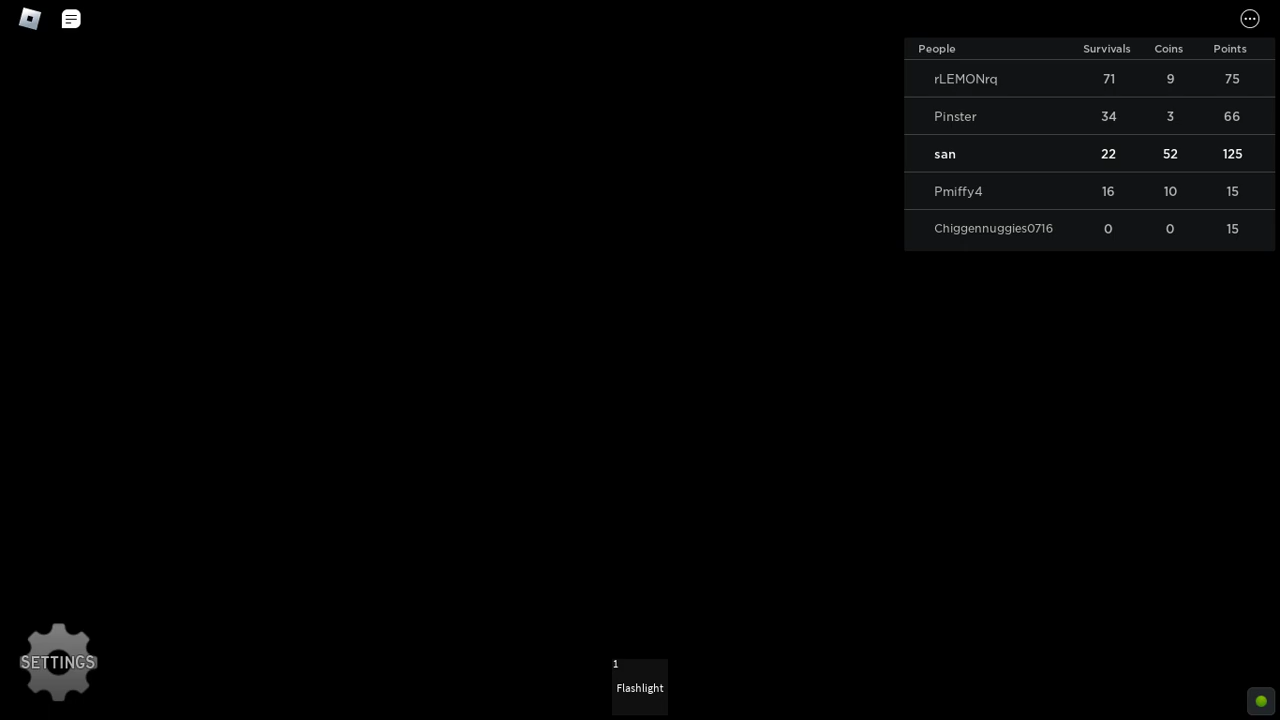 People Survivals Coins Points
rLEMONrq 71 9 75
Pinster 34 3 66
san 22 52 125
Pmiffy4 16 10 15
Chiggennuggies0716 0 0 15
SETTINGS
1
Flashlight